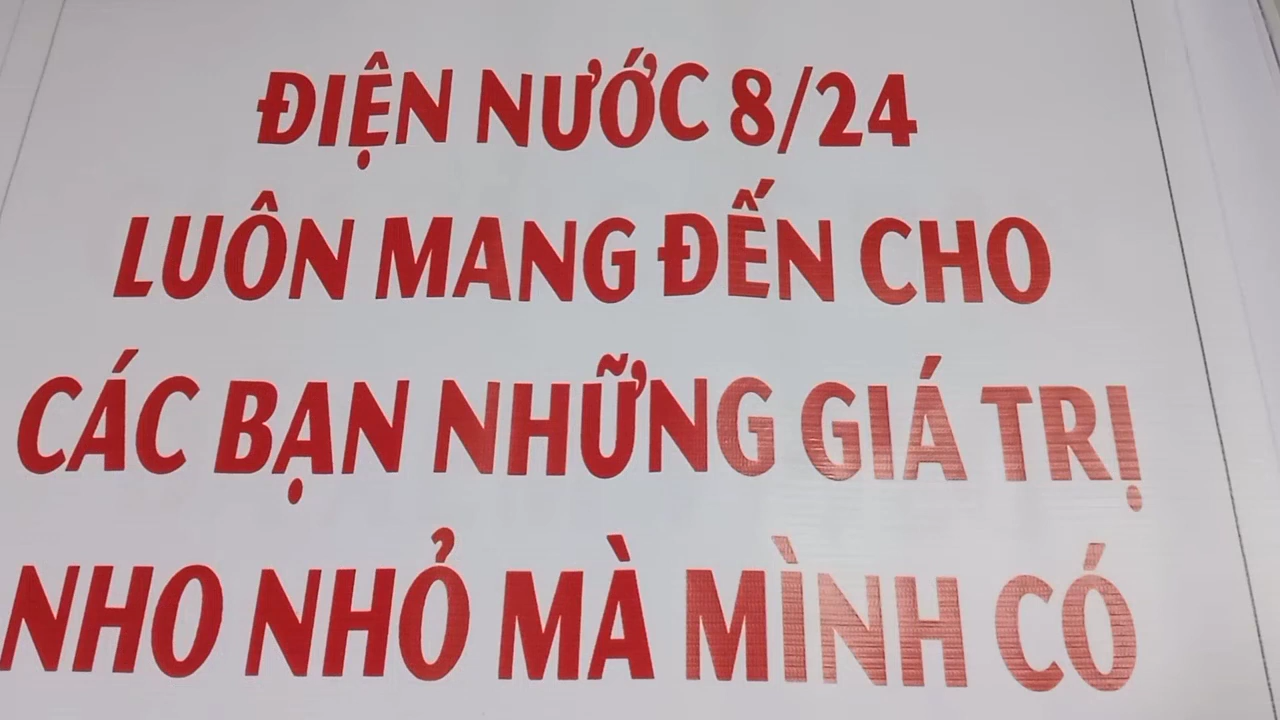 ĐIỆN NƯỚC 8/24
LUÔN MANG ĐẾN CHO
CÁC BẠN NHỮNG GIÁ TRỊ
NHO NHỎ MÀ MÌNH CÓ